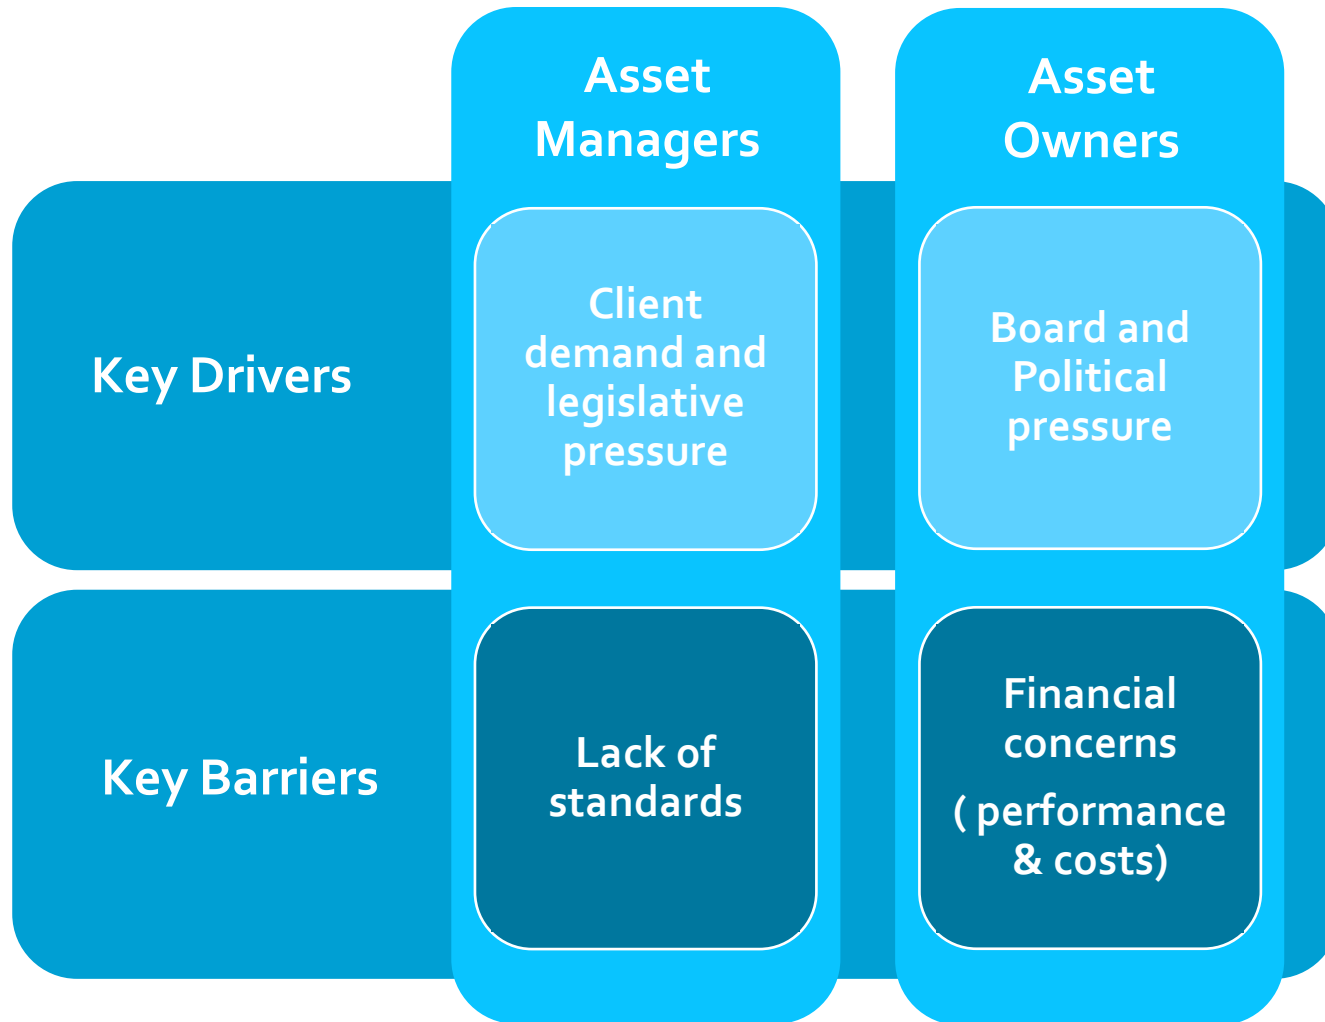 Asset
Managers
Asset
Owners
Key Drivers
Client
demand and
legislative
pressure
Board and
Political
pressure
Key Barriers
Lack of
standards
Financial
concerns
( performance
& costs)